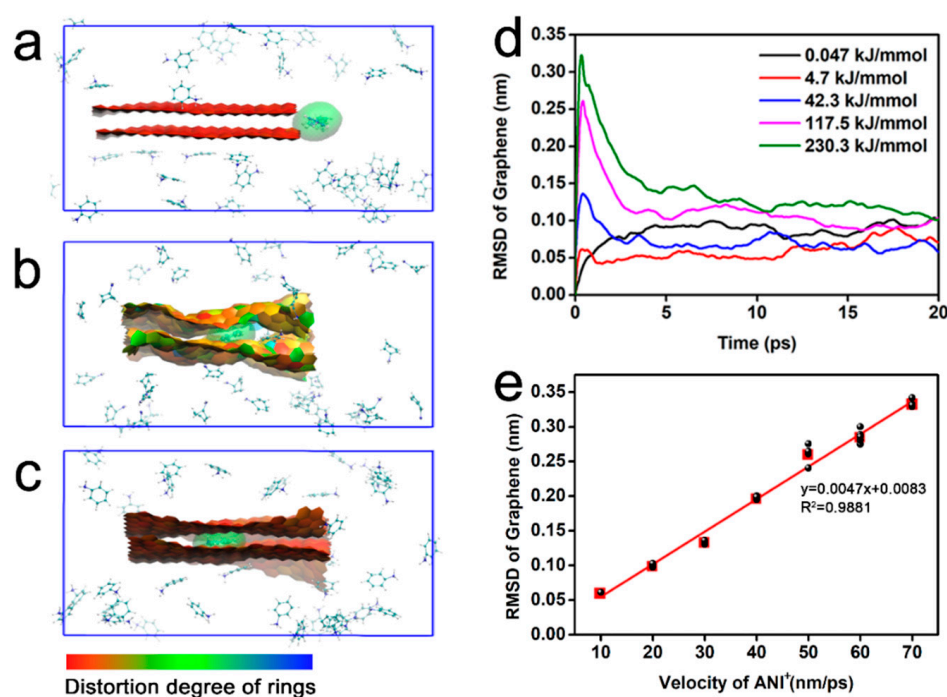 a
b
c
Distortion degree of rings
d
RMSD of Graphene (nm)
0.35
0.30
0.25
0.20
0.15
0.10
0.05
0.00
0.047 kJ/mmol
4.7 kJ/mmol
42.3 kJ/mmol
117.5 kJ/mmol
230.3 kJ/mmol
0 5 10 15 20
Time (ps)
e
RMSD of Graphene (nm)
0.35
0.30
0.25
0.20
0.15
0.10
0.05
0.00
y=0.0047x+0.0083
R²=0.9881
10 20 30 40 50 60 70
Velocity of ANI⁺(nm/ps)